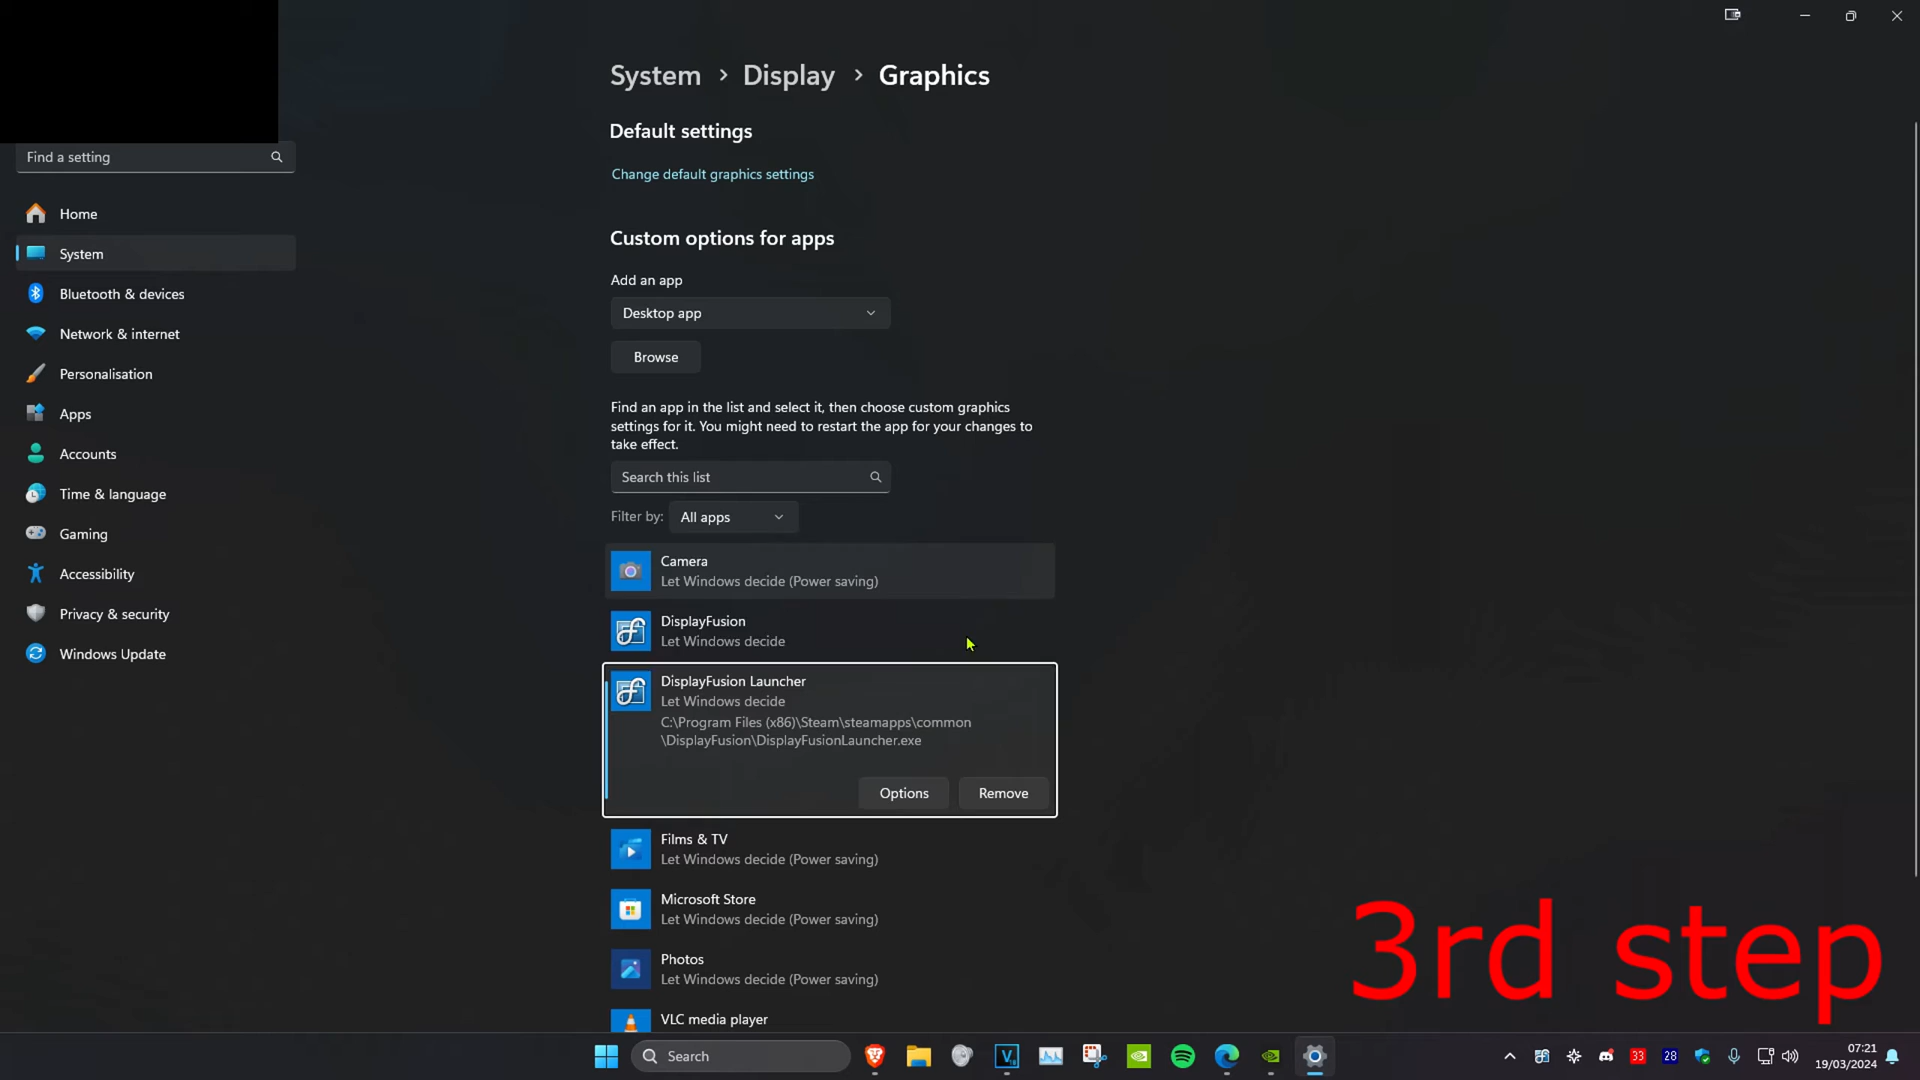 System > Display > Graphics
Default settings
Change default graphics settings
Find a setting
Home
System
Bluetooth & devices
Network & internet
Personalisation
Apps
Accounts
Time & language
Gaming
Accessibility
Privacy & security
Windows Update
Custom options for apps
Add an app
Desktop app
Browse
Find an app in the list and select it, then choose custom graphics
settings for it. You might need to restart the app for your changes to
take effect.
Search this list
Filter by: All apps
Camera
Let Windows decide (Power saving)
DisplayFusion
Let Windows decide
DisplayFusion Launcher
Let Windows decide
C:\Program Files (x86)\Steam\steamapps\common
\DisplayFusion\DisplayFusionLauncher.exe
Options Remove
Films & TV
Let Windows decide (Power saving)
Microsoft Store
Let Windows decide (Power saving)
Photos
Let Windows decide (Power saving)
VLC media player
3rd step
Search
33 28
07:21
19/03/2024